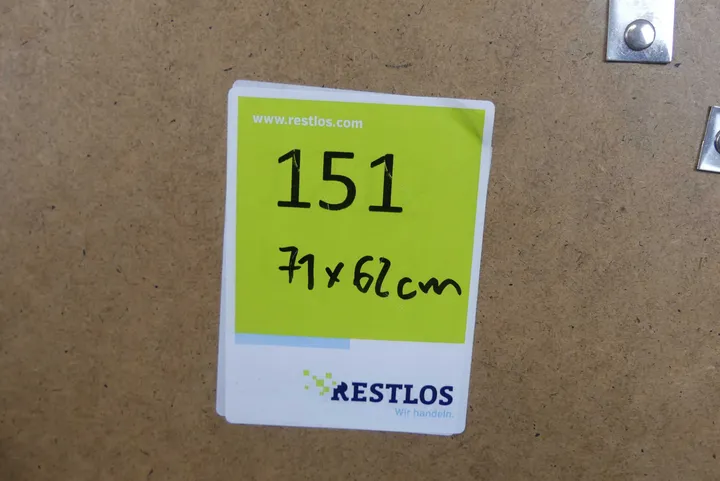 www.restlos.com
151
71 x 62 cm
RESTLOS
Wir handeln.